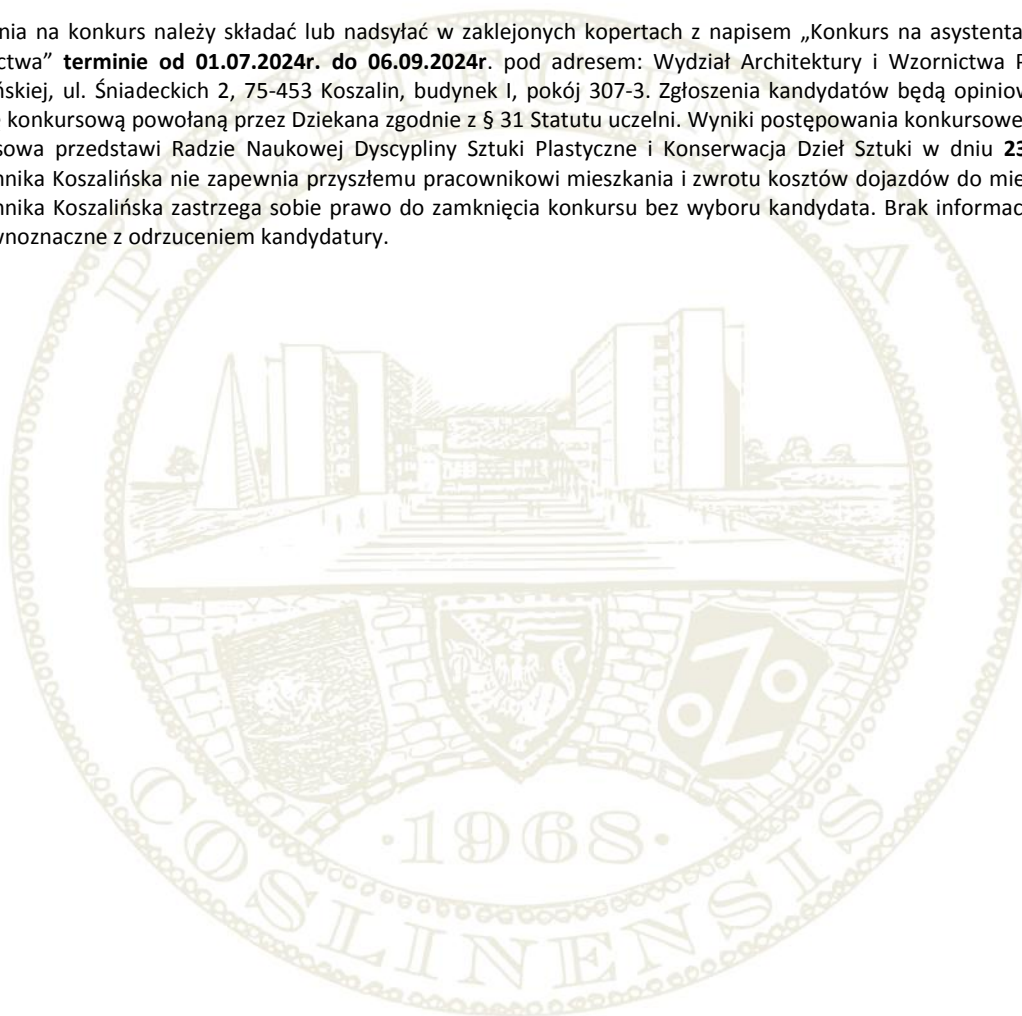 nia na konkurs należy składać lub nadsyłać w zaklejonych kopertach z napisem „Konkurs na asystenta
ctwa” terminie od 01.07.2024r. do 06.09.2024r. pod adresem: Wydział Architektury i Wzornictwa P
ńskiej, ul. Śniadeckich 2, 75-453 Koszalin, budynek I, pokój 307-3. Zgłoszenia kandydatów będą opiniow
ę konkursową powołaną przez Dziekana zgodnie z § 31 Statutu uczelni. Wyniki postępowania konkursowe
sowa przedstawi Radzie Naukowej Dyscypliny Sztuki Plastyczne i Konserwacja Dzieł Sztuki w dniu 23
nnika Koszalińska nie zapewnia przyszłemu pracownikowi mieszkania i zwrotu kosztów dojazdów do mie
nnika Koszalińska zastrzega sobie prawo do zamknięcia konkursu bez wyboru kandydata. Brak informac
wnoznaczne z odrzuceniem kandydatury.
POLYTECHNICA
·1968·
COSLINENSIS